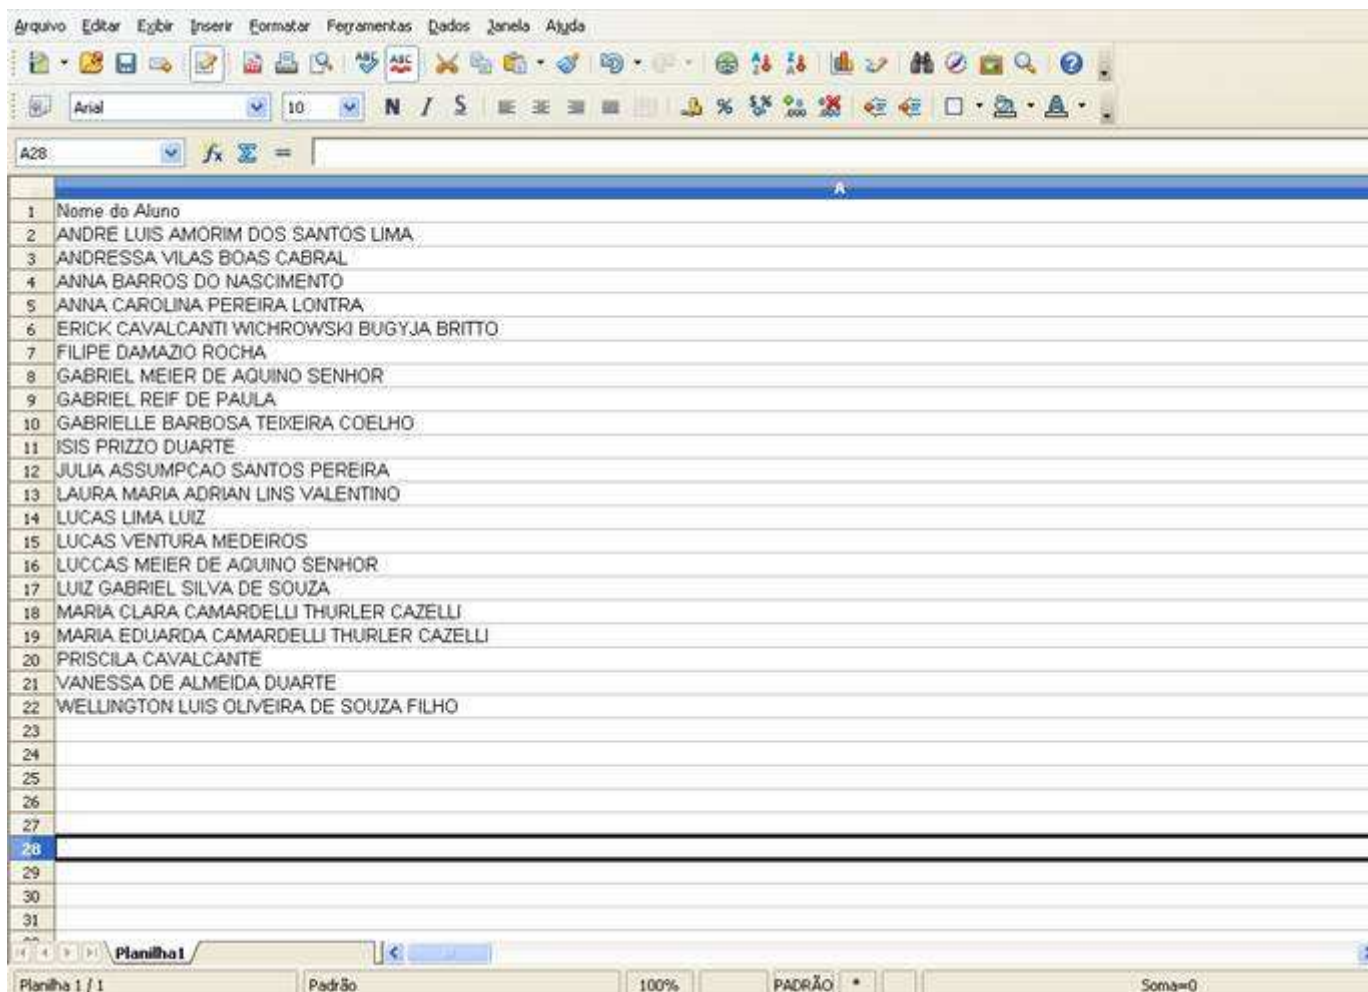 Arquivo Editar Exibir Inserir Formatar Ferramentas Dados Janela Ajuda
Arial 10 N I S
A28
A
1 Nome do Aluno
2 ANDRE LUIS AMORIM DOS SANTOS LIMA
3 ANDRESSA VILAS BOAS CABRAL
4 ANNA BARROS DO NASCIMENTO
5 ANNA CAROLINA PEREIRA LONTRA
6 ERICK CAVALCANTI WICHROWSKI BUGYJA BRITTO
7 FILIPE DAMAZIO ROCHA
8 GABRIEL MEIER DE AQUINO SENHOR
9 GABRIEL REIF DE PAULA
10 GABRIELLE BARBOSA TEIXEIRA COELHO
11 ISIS PRIZZO DUARTE
12 JULIA ASSUMPCAO SANTOS PEREIRA
13 LAURA MARIA ADRIAN LINS VALENTINO
14 LUCAS LIMA LUIZ
15 LUCAS VENTURA MEDEIROS
16 LUCCAS MEIER DE AQUINO SENHOR
17 LUIZ GABRIEL SILVA DE SOUZA
18 MARIA CLARA CAMARDELLI THURLER CAZELLI
19 MARIA EDUARDA CAMARDELLI THURLER CAZELLI
20 PRISCILA CAVALCANTE
21 VANESSA DE ALMEIDA DUARTE
22 WELLINGTON LUIS OLIVEIRA DE SOUZA FILHO
23
24
25
26
27
28
29
30
31
Planilha1
Planilha 1 / 1 Padrão 100% PADRÃO * Soma=0